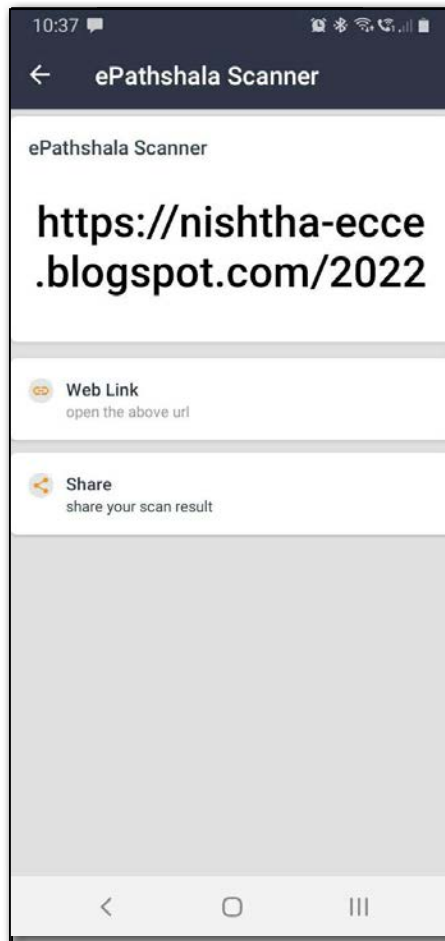 10:37
ePathshala Scanner
ePathshala Scanner
https://nishtha-ecce
.blogspot.com/2022
Web Link
open the above url
Share
share your scan result